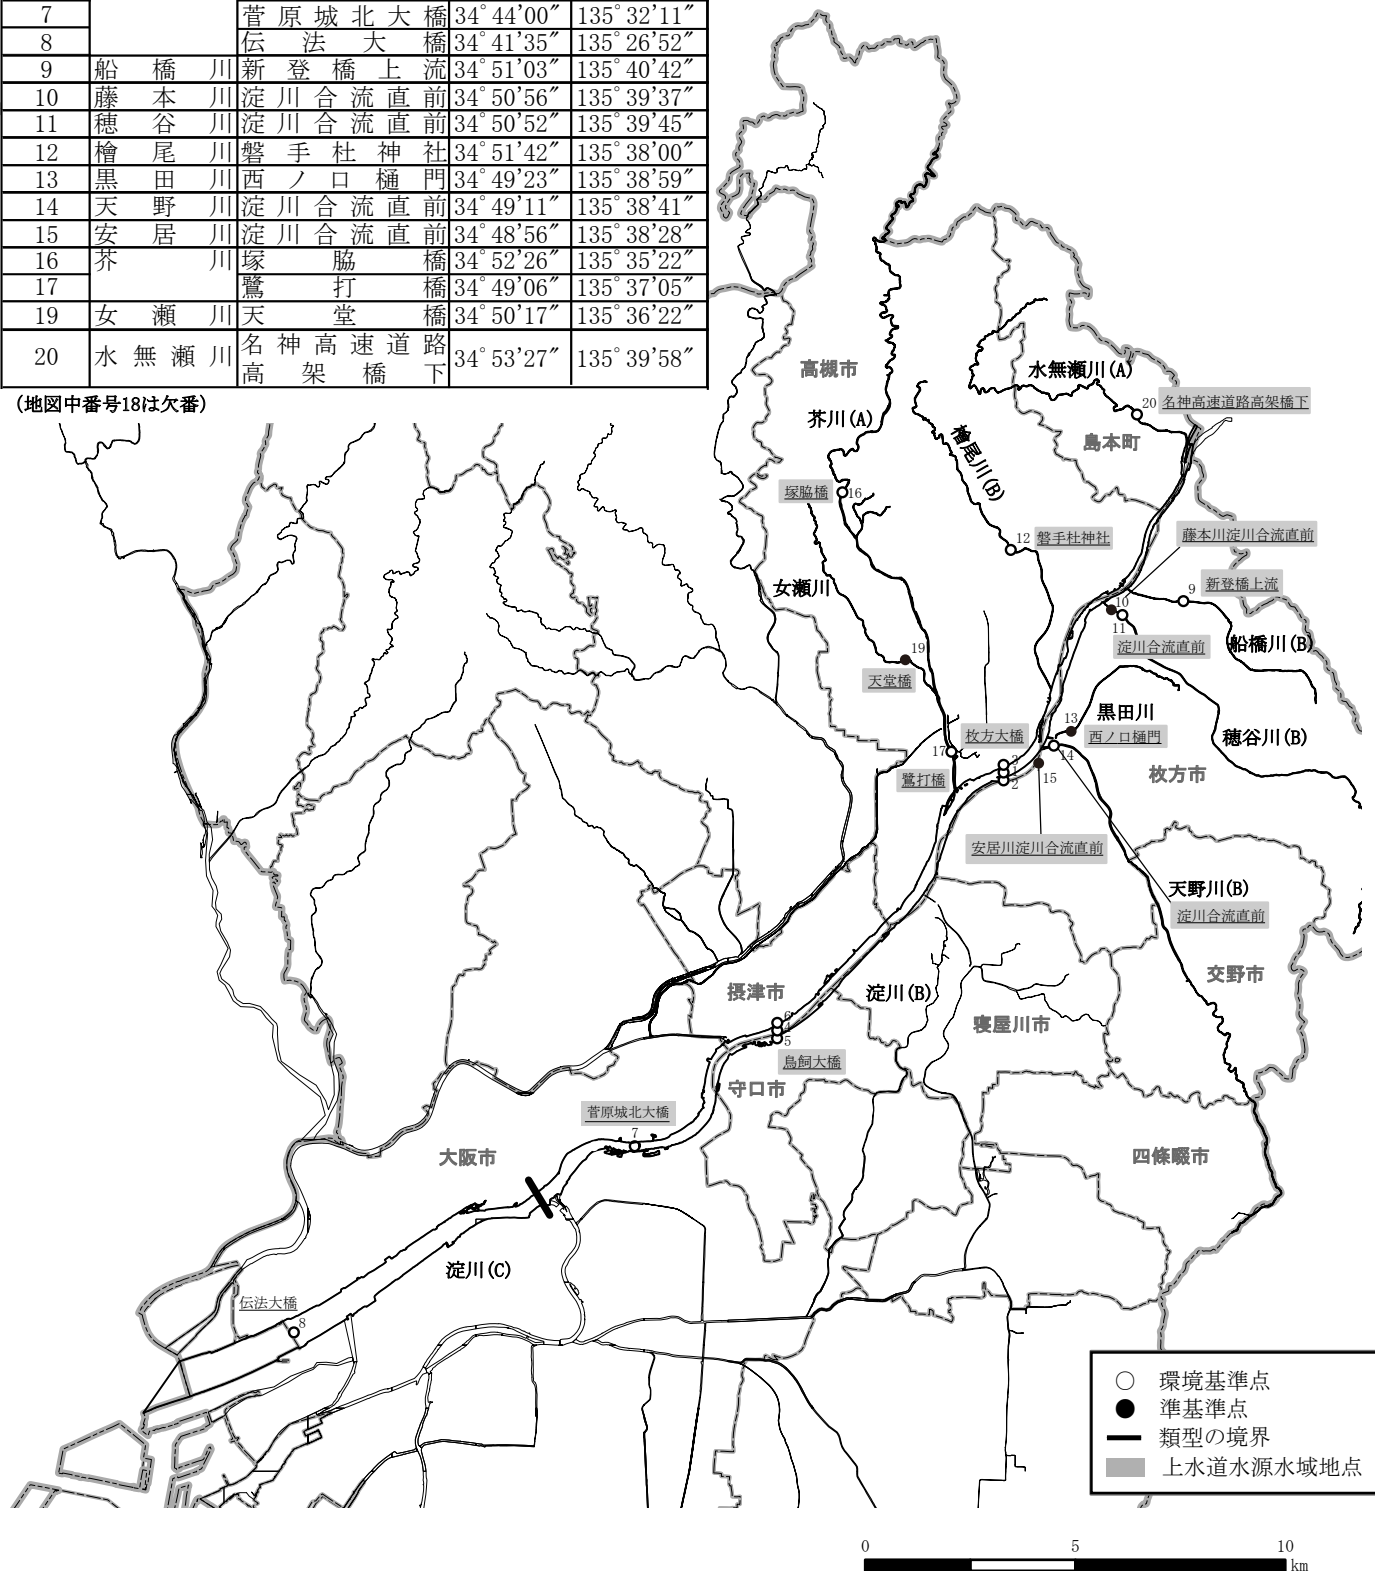 7 菅原城北大橋 34°44′00″ 135°32′11″
8 伝法大橋 34°41′35″ 135°26′52″
9 船橋川 新登橋上流 34°51′03″ 135°40′42″
10 藤本川 淀川合流直前 34°50′56″ 135°39′37″
11 穂谷川 淀川合流直前 34°50′52″ 135°39′45″
12 檜尾川 磐手杜神社 34°51′42″ 135°38′00″
13 黒田川 西ノ口樋門 34°49′23″ 135°38′59″
14 天野川 淀川合流直前 34°49′11″ 135°38′41″
15 安居川 淀川合流直前 34°48′56″ 135°38′28″
16 芥川 塚脇橋 34°52′26″ 135°35′22″
17 鷺打橋 34°49′06″ 135°37′05″
19 女瀬川 天堂橋 34°50′17″ 135°36′22″
20 水無瀬川 名神高速道路
高架橋下 34°53′27″ 135°39′58″
(地図中番号18は欠番)
高槻市
水無瀬川(A)
20 名神高速道路高架橋下
芥川(A)
島本町
檜尾川(B)
塚脇橋
16
12 磐手杜神社
藤本川淀川合流直前
女瀬川
9 新登橋上流
10
11
淀川合流直前
船橋川(B)
19
天堂橋
黒田川
13
西ノ口樋門
穂谷川(B)
枚方大橋
17
鷺打橋
3
1
2
14
15
枚方市
安居川淀川合流直前
天野川(B)
淀川合流直前
交野市
摂津市
淀川(B)
寝屋川市
6
5
鳥飼大橋
守口市
菅原城北大橋
7
大阪市
四條畷市
淀川(C)
伝法大橋
8
環境基準点
準基準点
類型の境界
上水道水源水域地点
0 5 10
km